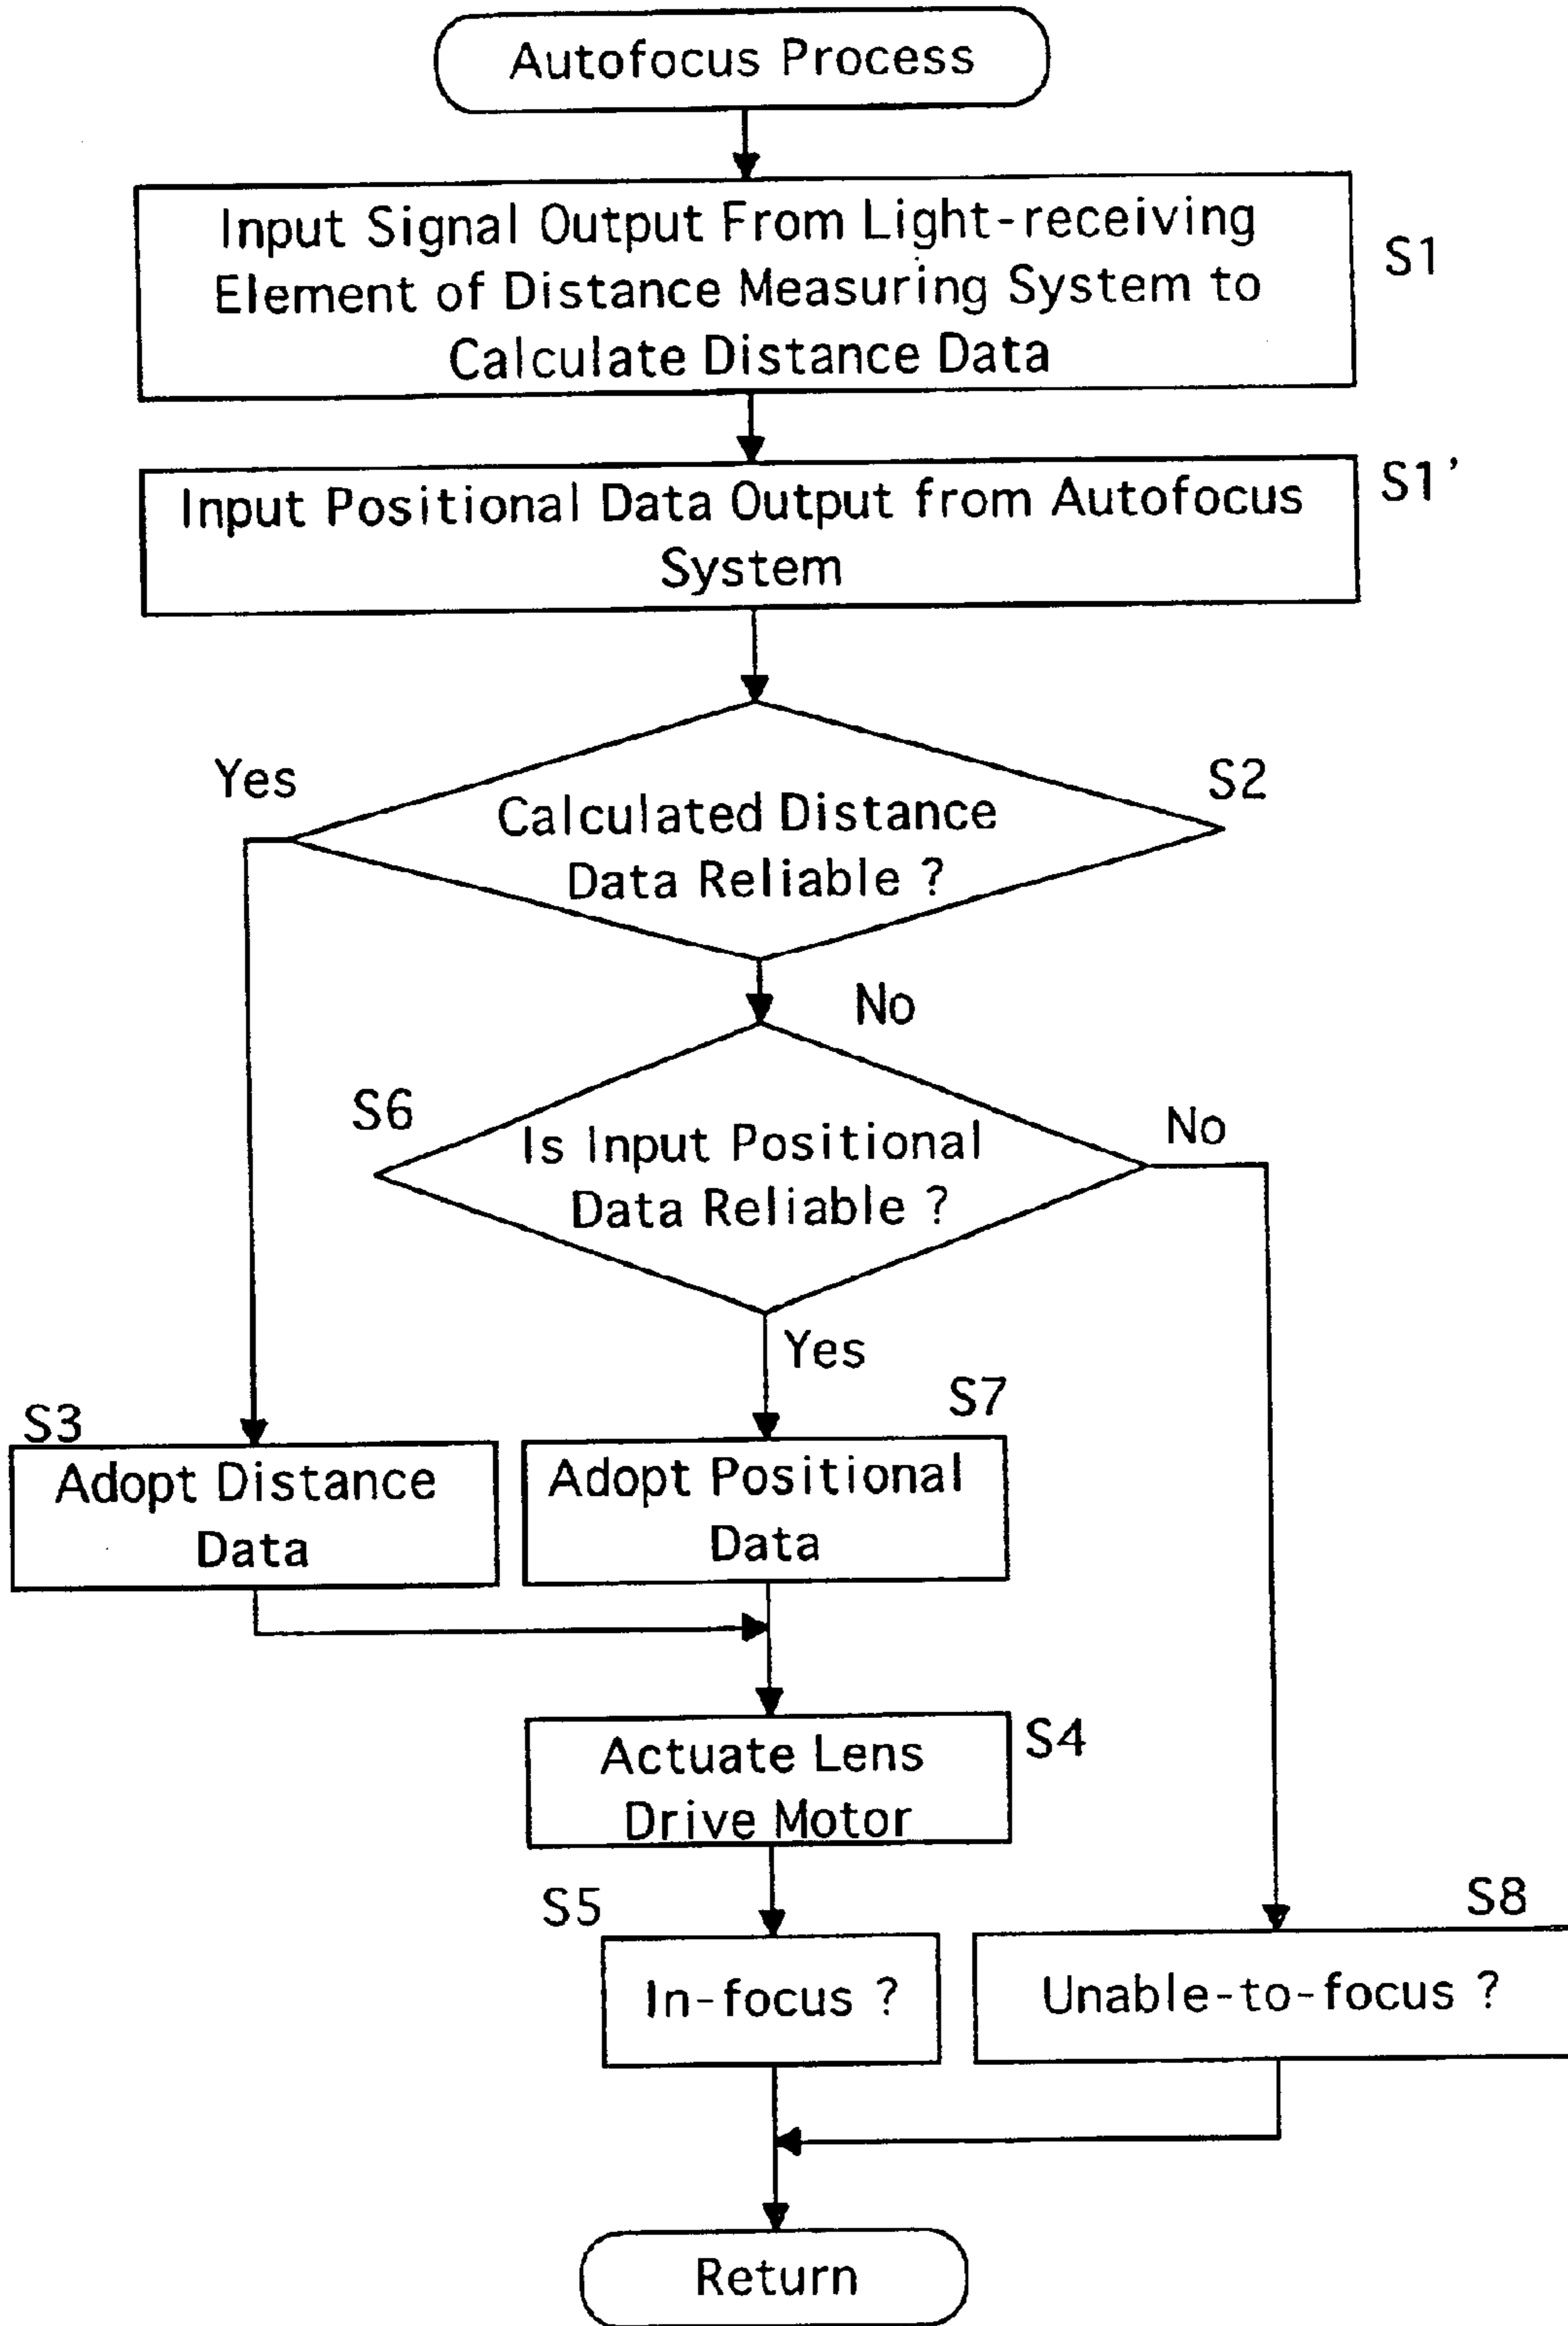 Autofocus Process
Input Signal Output From Light-receiving
Element of Distance Measuring System to
Calculate Distance Data
S1
Input Positional Data Output from Autofocus
System
S1'
Yes
S2
Calculated Distance
Data Reliable ?
No
S6
Is Input Positional
Data Reliable ?
No
Yes
S3
Adopt Distance
Data
S7
Adopt Positional
Data
Actuate Lens
Drive Motor
S4
S5
In-focus ?
S8
Unable-to-focus ?
Return